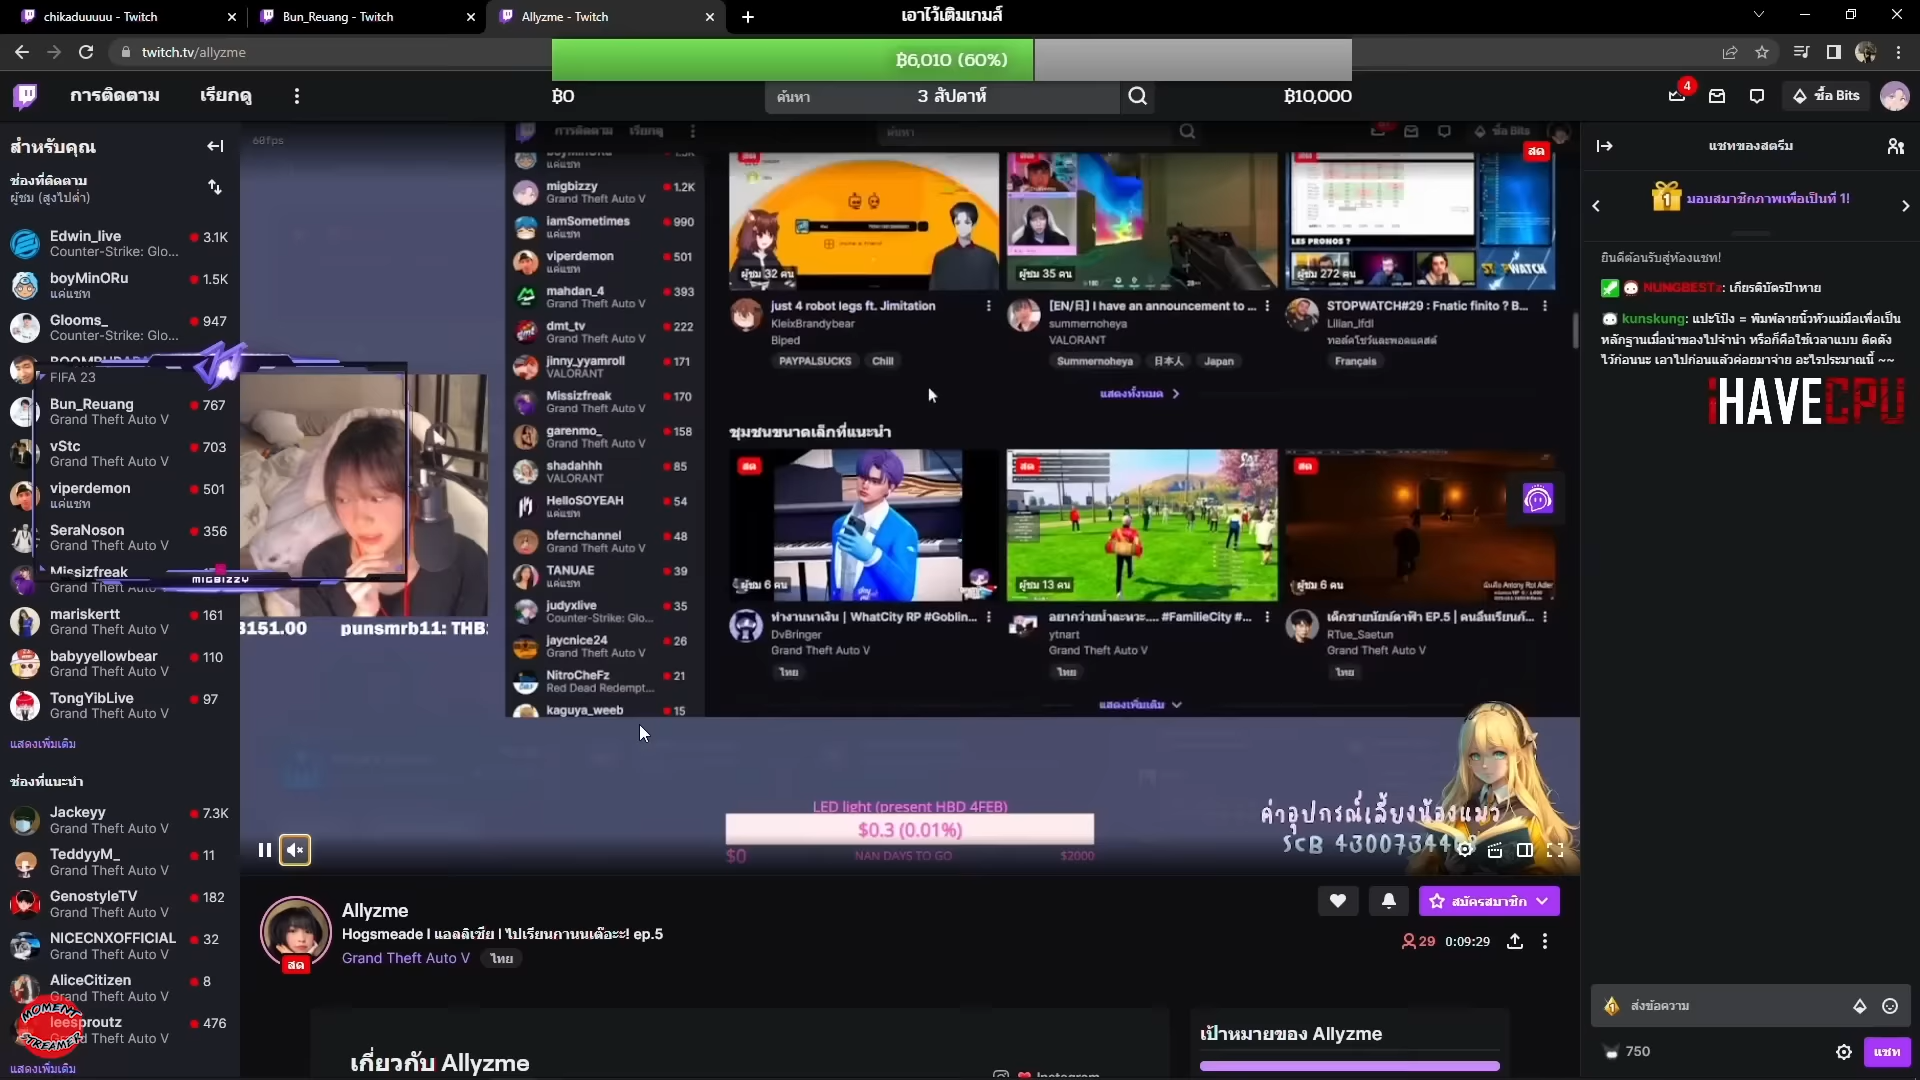 chikaduuuuu - Twitch
Bun_Reuang - Twitch
Allyzme - Twitch
เอาไว้เติมเกมส์
twitch.tv/allyzme
฿6,010 (60%)
การติดตาม
เรียกดู
฿0
ค้นหา
3 สัปดาห์
฿10,000
4
ซื้อ Bits
สำหรับคุณ
ช่องที่ติดตาม
ผู้ชม (สูงไปต่ำ)
Edwin_live 3.1K
Counter-Strike: Glo...
boyMinORu 1.5K
แค่แชท
Glooms_ 947
Counter-Strike: Glo...
FIFA 23
Bun_Reuang 767
Grand Theft Auto V
vStc 703
Grand Theft Auto V
viperdemon 501
แค่แชท
SeraNoson 356
Grand Theft Auto V
Missizfreak
Grand Theft Auto V
mariskertt 161
Grand Theft Auto V
babyyellowbear 110
Grand Theft Auto V
TongYibLive 97
Grand Theft Auto V
แสดงเพิ่มเติม
ช่องที่แนะนำ
Jackeyy 7.3K
Grand Theft Auto V
TeddyyM_ 11
Grand Theft Auto V
GenostyleTV 182
Grand Theft Auto V
NICECNXOFFICIAL 32
Grand Theft Auto V
AliceCitizen 8
Grand Theft Auto V
leesproutz 476
Grand Theft Auto V
แสดงเพิ่มเติม
MOMENT
STREAMER
60fps
MIGBIZZY
฿151.00 punsmrb11: THB
การติดตาม เรียกดู
ค้นหา
ซื้อ Bits
แค่แชท
migbizzy 1.2K
Grand Theft Auto V
iamSometimes 990
แค่แชท
viperdemon 501
แค่แชท
mahdan_4 393
Grand Theft Auto V
dmt_tv 222
Grand Theft Auto V
jinny_yyamroll 171
VALORANT
Missizfreak 170
Grand Theft Auto V
garenmo_ 158
Grand Theft Auto V
shadahhh 85
VALORANT
HelloSOYEAH 54
แค่แชท
bfernchannel 48
Grand Theft Auto V
TANUAE 39
แค่แชท
judyxlive 35
Counter-Strike: Glo...
jaycnice24 26
Grand Theft Auto V
NitroCheFz 21
Red Dead Redempt...
kaguya_weeb 15
สด
ผู้ชม 32 คน
just 4 robot legs ft. Jimitation
KleixBrandybear
Biped
PAYPALSUCKS Chill
ผู้ชม 35 คน
[EN/日] I have an announcement to ...
summernoheya
VALORANT
Summernoheya 日本人 Japan
LES PRONOS ?
ผู้ชม 272 คน
STOPWATCH#29 : Fnatic finito ? B...
Lilian_lfdl
ทอล์คโชว์และพอดแคสต์
Français
แสดงทั้งหมด
ชุมชนขนาดเล็กที่แนะนำ
สด
ผู้ชม 6 คน
ทำงานหาเงิน | WhatCity RP #Goblin...
DvBringer
Grand Theft Auto V
ไทย
สด
ผู้ชม 13 คน
อยากว่ายน้ำละหวะ.... #FamilieCity #...
ytnart
Grand Theft Auto V
ไทย
สด
ผู้ชม 6 คน
เด็กชายนัยน์ตาฟ้า EP.5 | คนอื่นเรียนก็...
RTue_Saetun
Grand Theft Auto V
ไทย
แสดงเพิ่มเติม
LED light (present HBD 4FEB)
$0.3 (0.01%)
$0 NAN DAYS TO GO $2000
ค่าอุปกรณ์เลี้ยงน้องแมว
Allyzme
Hogsmeade l แอลลิเซีย l ไปเรียนกานนเต๊อะะ! ep.5
Grand Theft Auto V ไทย
สด
สมัครสมาชิก
29 0:09:29
เกี่ยวกับ Allyzme
Instagram
เป้าหมายของ Allyzme
แชทของสตรีม
1 มอบสมาชิกภาพเพื่อเป็นที่ 1!
ยินดีต้อนรับสู่ห้องแชท!
NUNGBESTz: เกียรติบัตรป้าหาย
kunskung: แปะโป้ง = พิมพ์ลายนิ้วหัวแม่มือเพื่อเป็น
หลักฐานเมื่อนำของไปจำนำ หรือก็คือใช้เวลาแบบ ติดตัง
ไว้ก่อนนะ เอาไปก่อนแล้วค่อยมาจ่าย อะไรประมาณนี้ ~~
iHAVECPU
ส่งข้อความ
750
แชท